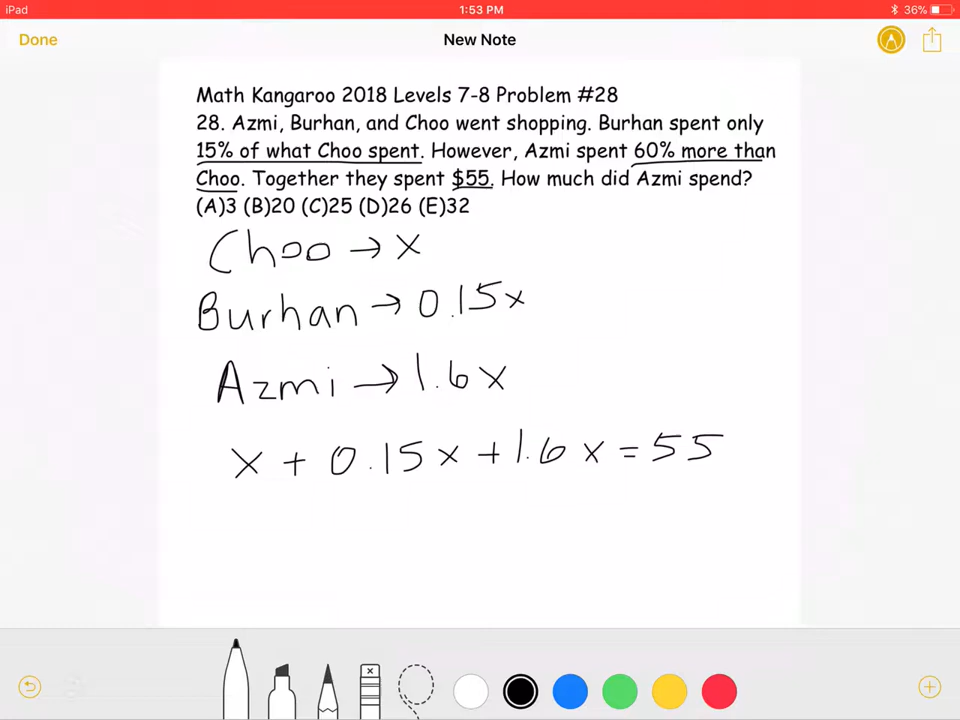 iPad 1:53 PM 36%
Done New Note
Math Kangaroo 2018 Levels 7-8 Problem #28
28. Azmi, Burhan, and Choo went shopping. Burhan spent only
15% of what Choo spent. However, Azmi spent 60% more than
Choo. Together they spent $55. How much did Azmi spend?
(A)3 (B)20 (C)25 (D)26 (E)32
Choo → x
Burhan → 0.15x
Azmi → 1.6x
x + 0.15x + 1.6x = 55